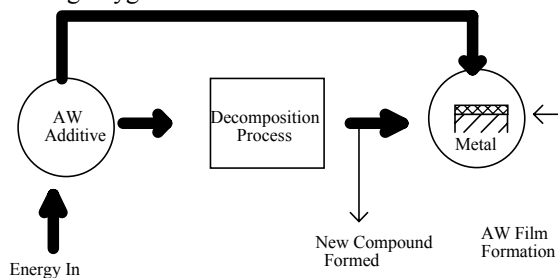 AW
Additive
Decomposition
Process
Metal
Energy In
New Compound
Formed
AW Film
Formation